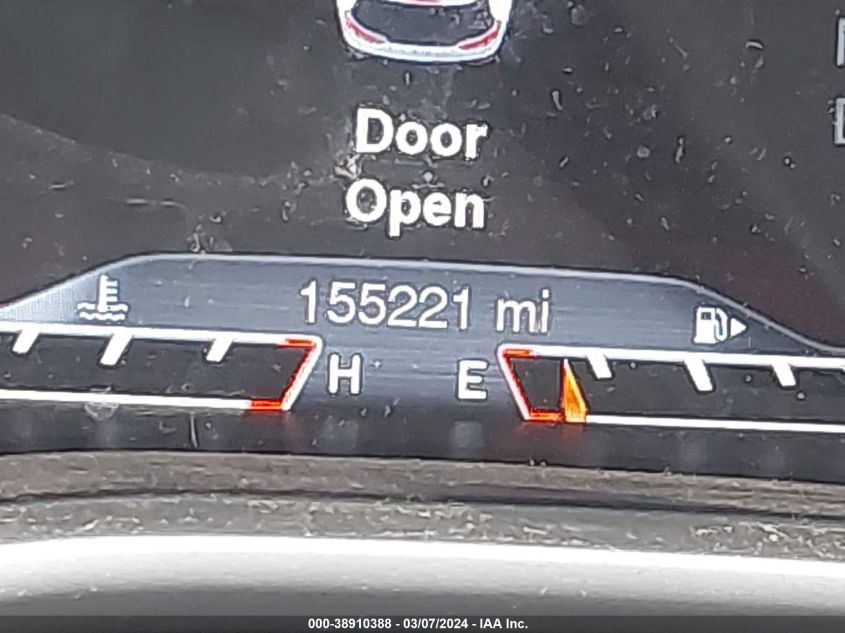 Door
Open
155221 mi
H E
000-38910388 - 03/07/2024 - IAA Inc.